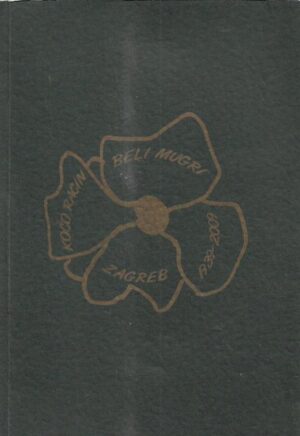 BELI MUGRI
KOČO RACIN
ZAGREB
1939-2009